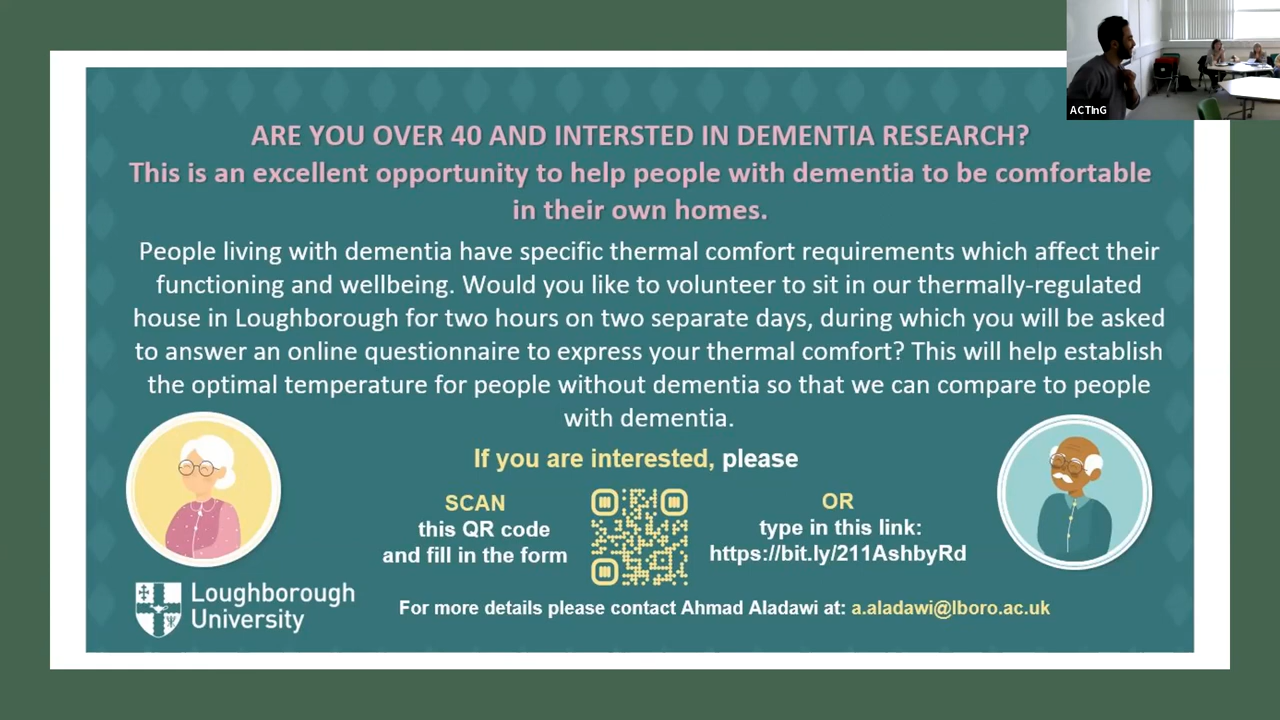 ACTInG
ARE YOU OVER 40 AND INTERSTED IN DEMENTIA RESEARCH?
This is an excellent opportunity to help people with dementia to be comfortable
in their own homes.
People living with dementia have specific thermal comfort requirements which affect their
functioning and wellbeing. Would you like to volunteer to sit in our thermally-regulated
house in Loughborough for two hours on two separate days, during which you will be asked
to answer an online questionnaire to express your thermal comfort? This will help establish
the optimal temperature for people without dementia so that we can compare to people
with dementia.
If you are interested, please
SCAN
this QR code
and fill in the form
OR
type in this link:
https://bit.ly/211AshbyRd
Loughborough
University
For more details please contact Ahmad Aladawi at: a.aladawi@lboro.ac.uk